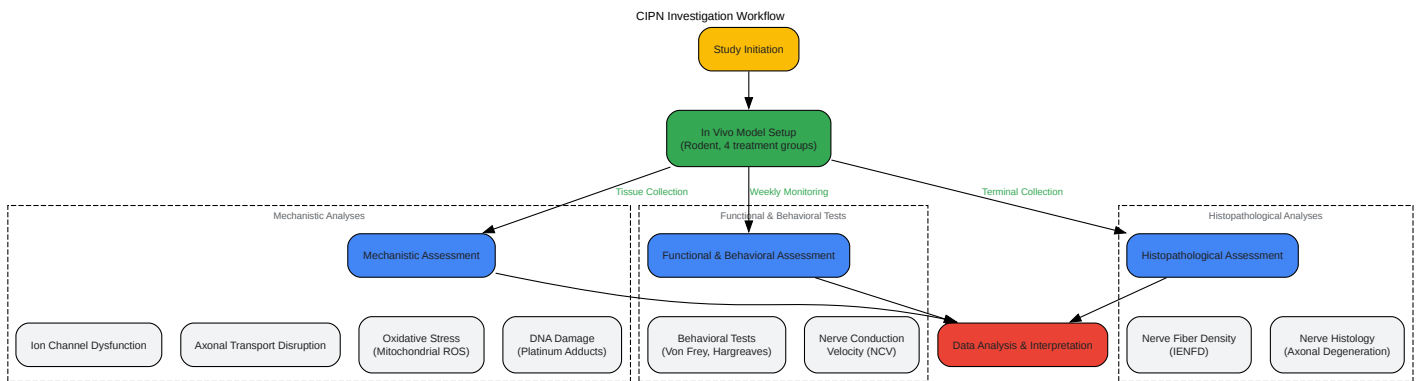 CIPN Investigation Workflow
Study Initiation
In Vivo Model Setup
(Rodent, 4 treatment groups)
Tissue Collection
Weekly Monitoring
Terminal Collection
Mechanistic Analyses
Functional & Behavioral Tests
Histopathological Analyses
Mechanistic Assessment
Functional & Behavioral Assessment
Histopathological Assessment
Ion Channel Dysfunction
Axonal Transport Disruption
Oxidative Stress
(Mitochondrial ROS)
DNA Damage
(Platinum Adducts)
Behavioral Tests
(Von Frey, Hargreaves)
Nerve Conduction
Velocity (NCV)
Data Analysis & Interpretation
Nerve Fiber Density
(IENFD)
Nerve Histology
(Axonal Degeneration)